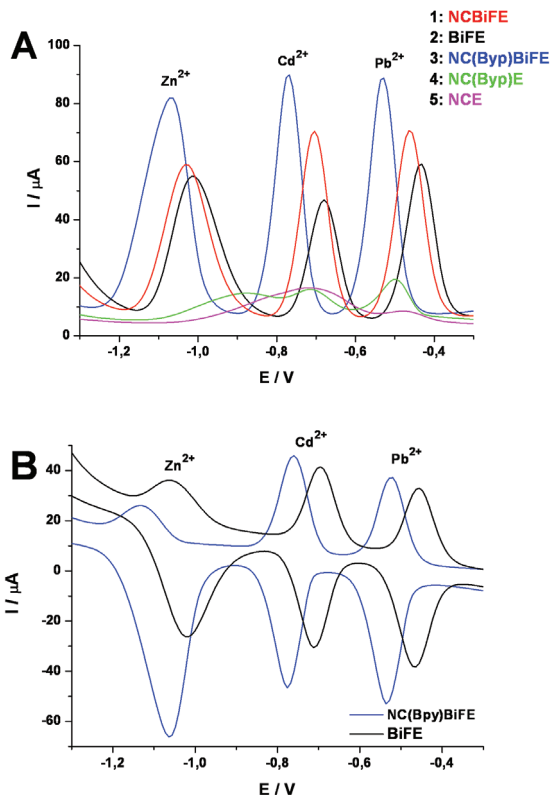 A
1: NCBiFE
2: BiFE
3: NC(Byp)BiFE
4: NC(Byp)E
5: NCE
Zn2+
Cd2+
Pb2+
100
80
60
40
20
0
I / µA
-1,2 -1,0 -0,8 -0,6 -0,4
E / V
B
Zn2+
Cd2+
Pb2+
40
20
0
-20
-40
-60
I / µA
NC(Bpy)BiFE
BiFE
-1,2 -1,0 -0,8 -0,6 -0,4
E / V